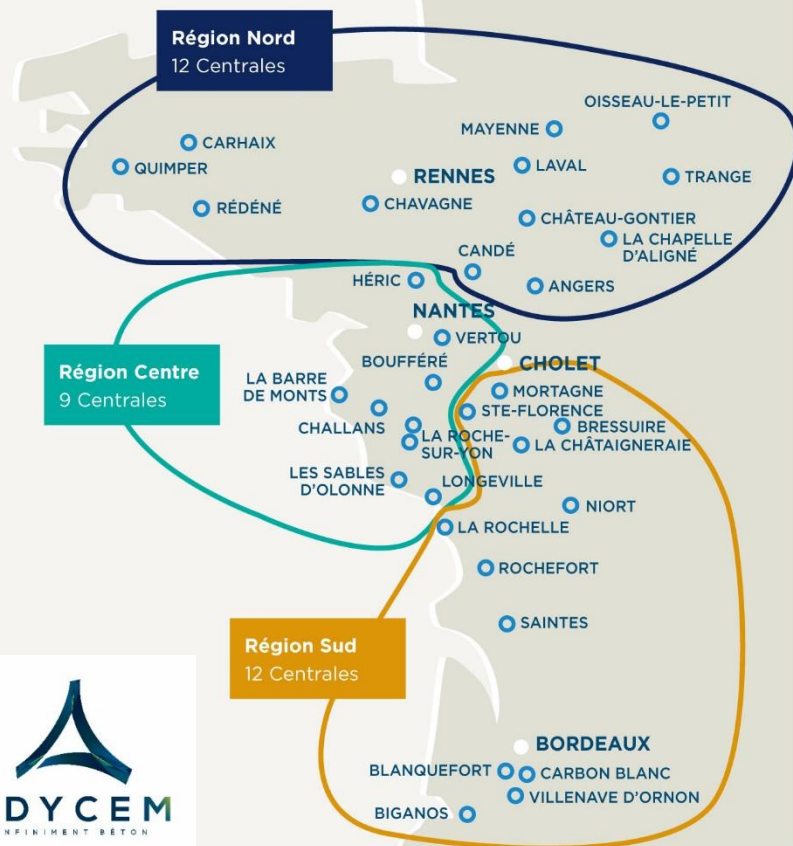 Région Nord
12 Centrales
OISSEAU-LE-PETIT
MAYENNE
CARHAIX
QUIMPER
RENNES
LAVAL
TRANGE
RÉDÉNÉ
CHAVAGNE
CHÂTEAU-GONTIER
LA CHAPELLE
D'ALIGNÉ
CANDÉ
ANGERS
HÉRIC
NANTES
VERTOU
Région Centre
9 Centrales
BOUFFÉRÉ
CHOLET
LA BARRE
DE MONTS
MORTAGNE
CHALLANS
STE-FLORENCE
BRESSUIRE
LA ROCHE-
SUR-YON
LA CHÂTAIGNERAIE
LES SABLES
D'OLONNE
LONGEVILLE
NIORT
LA ROCHELLE
ROCHEFORT
Région Sud
12 Centrales
SAINTES
BORDEAUX
BLANQUEFORT
CARBON BLANC
VILLENAVE D'ORNON
BIGANOS
DYCEM
NFINIMENT BÉTON